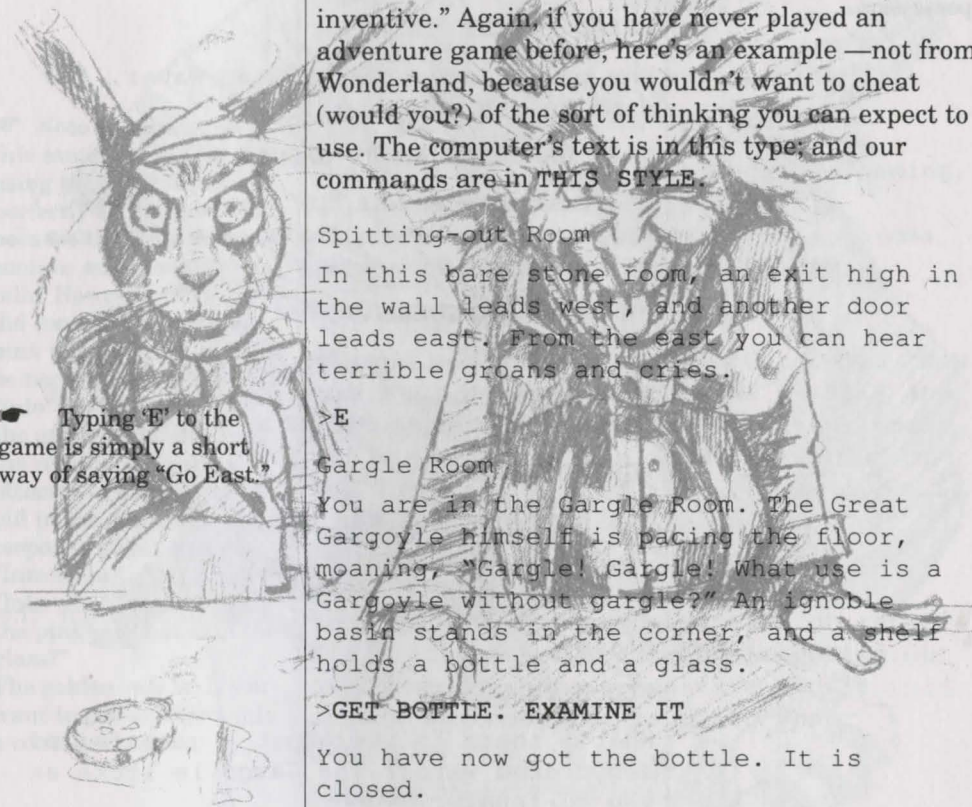 inventive.” Again, if you have never played an
adventure game before, here’s an example —not from
Wonderland, because you wouldn’t want to cheat
(would you?) of the sort of thinking you can expect to
use. The computer’s text is in this type; and our
commands are in THIS STYLE.
Spitting-out Room
In this bare stone room, an exit high in
the wall leads west, and another door
leads east. From the east you can hear
terrible groans and cries.
☛ Typing ‘E’ to the
game is simply a short
way of saying “Go East.”
>E
Gargle Room
You are in the Gargle Room. The Great
Gargoyle himself is pacing the floor,
moaning, “Gargle! Gargle! What use is a
Gargoyle without gargle?” An ignoble
basin stands in the corner, and a shelf
holds a bottle and a glass.
>GET BOTTLE. EXAMINE IT
You have now got the bottle. It is
closed.